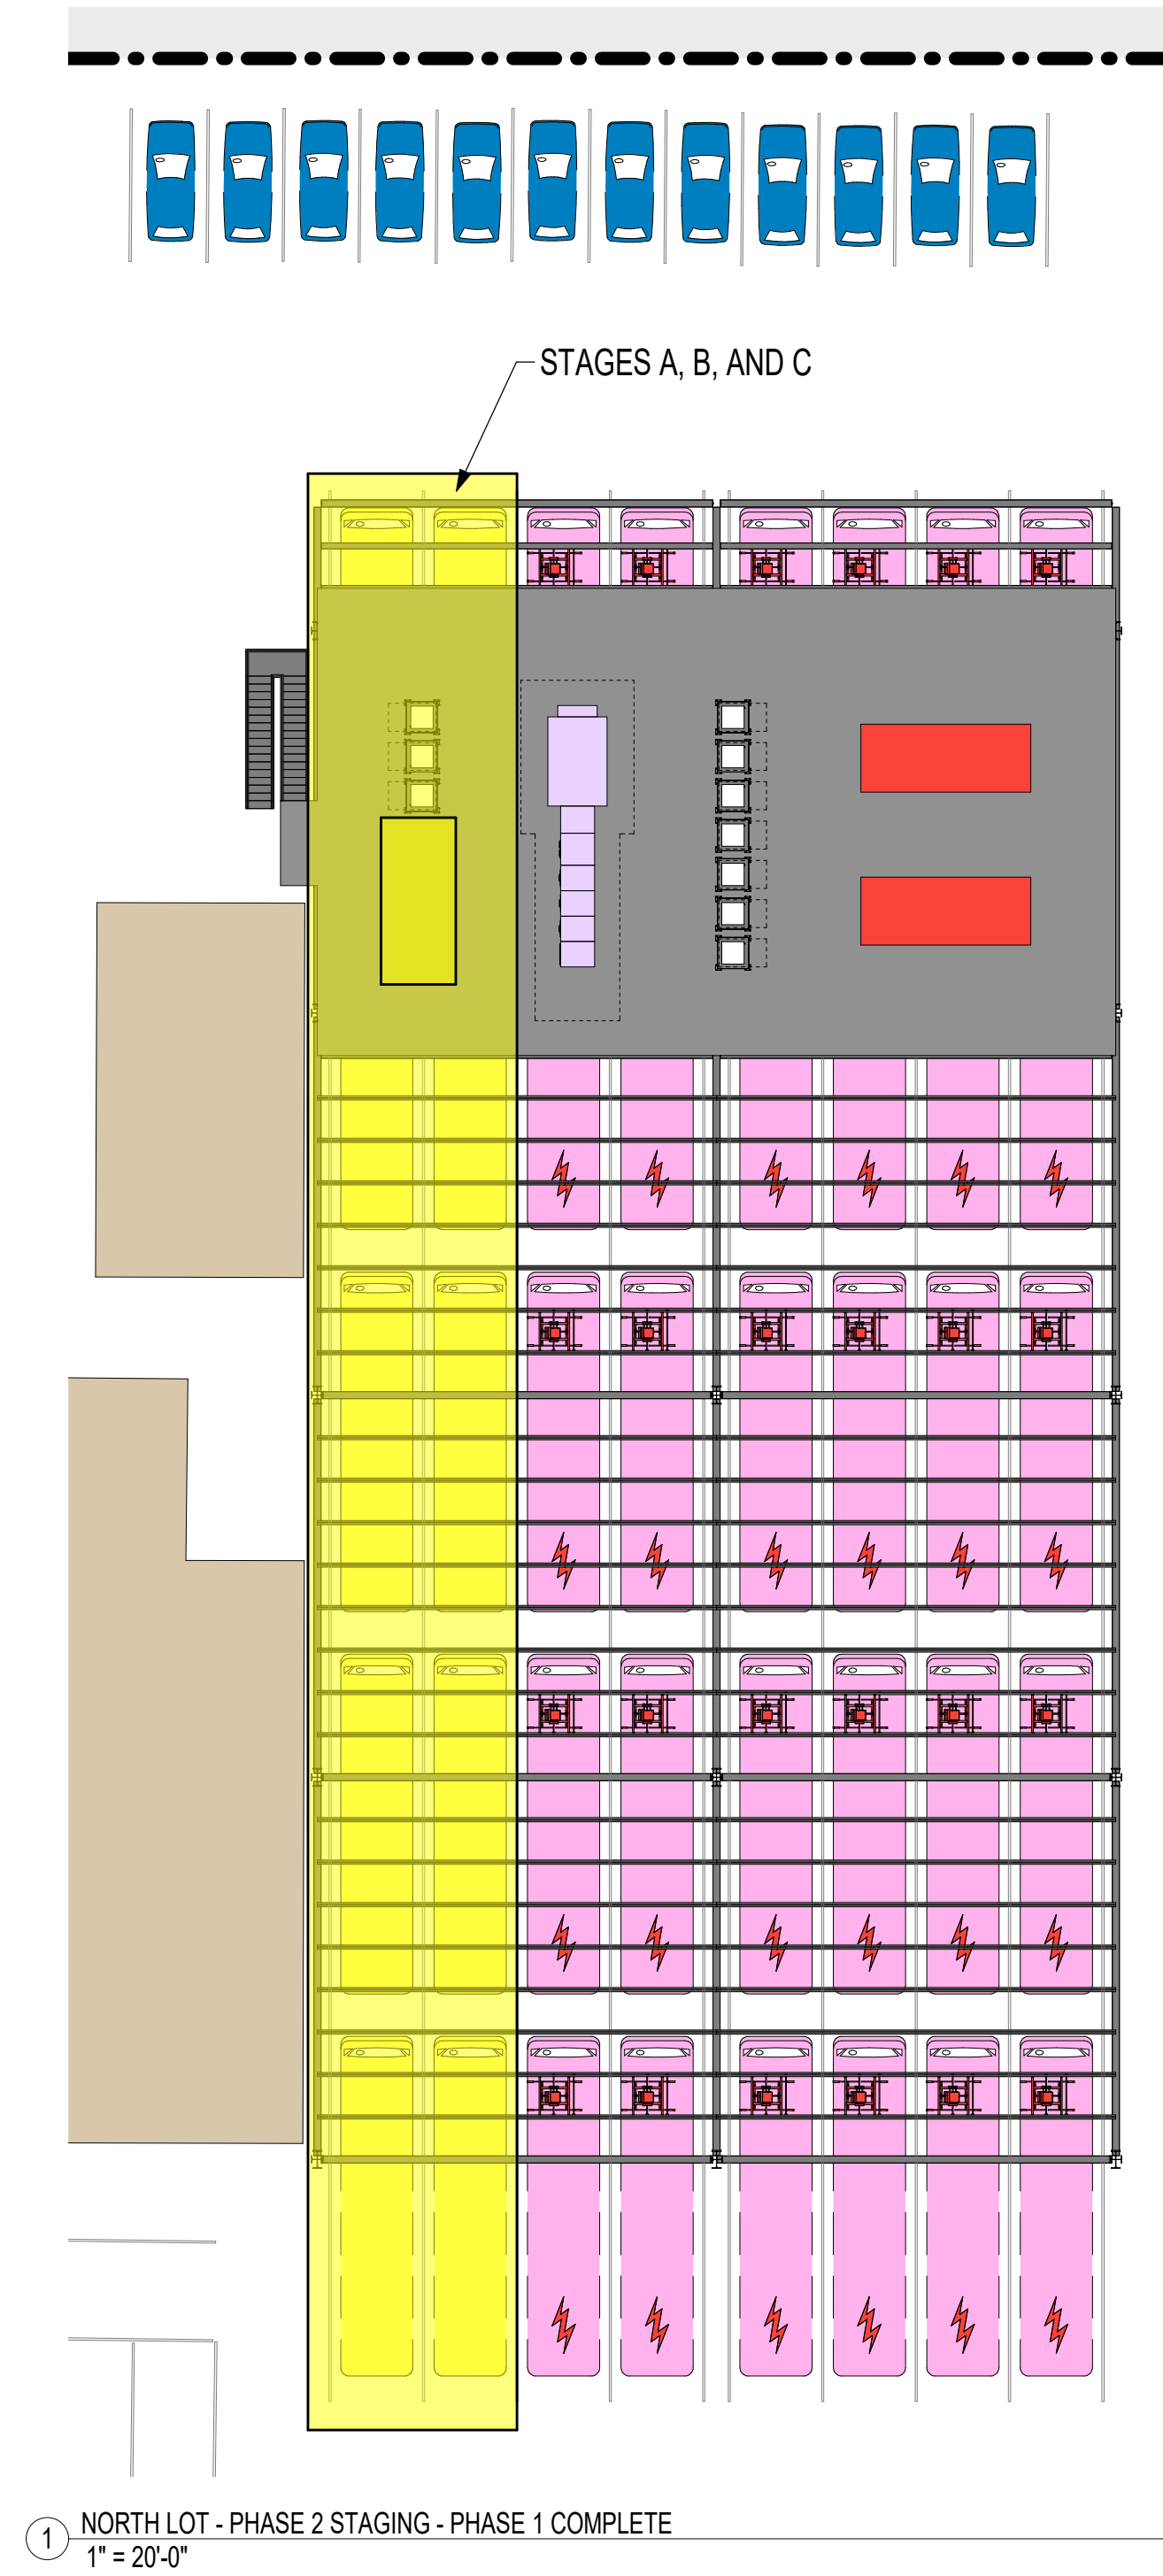 STAGES A, B, AND C
1
NORTH LOT - PHASE 2 STAGING - PHASE 1 COMPLETE
1" = 20'-0"